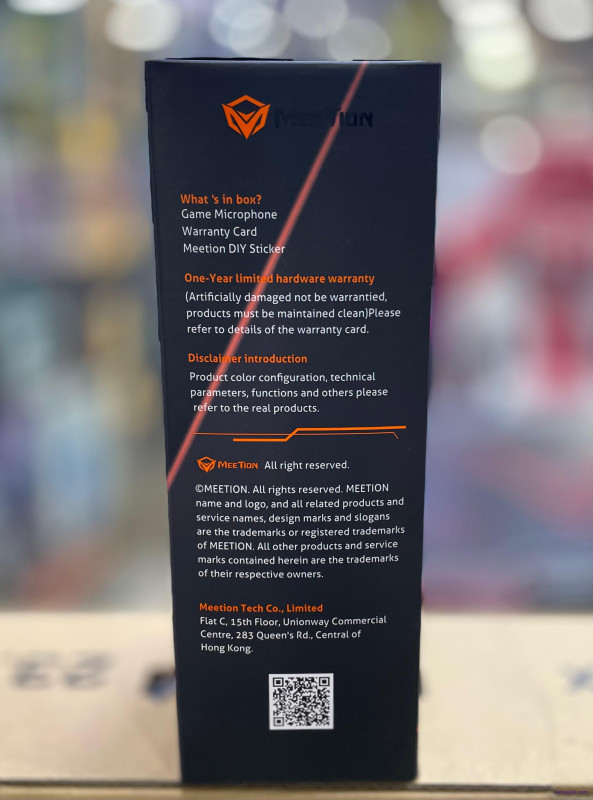 MEETION
What 's in box?
Game Microphone
Warranty Card
Meetion DIY Sticker
One-Year limited hardware warranty
(Artificially damaged not be warrantied,
products must be maintained clean)Please
refer to details of the warranty card.
Disclaimer introduction
Product color configuration, technical
parameters, functions and others please
refer to the real products.
MEETION All right reserved.
©MEETION. All rights reserved. MEETION
name and logo, and all related products and
service names, design marks and slogans
are the trademarks or registered trademarks
of MEETION. All other products and service
marks contained herein are the trademarks
of their respective owners.
Meetion Tech Co., Limited
Flat C, 15th Floor, Unionway Commercial
Centre, 283 Queen's Rd., Central of
Hong Kong.